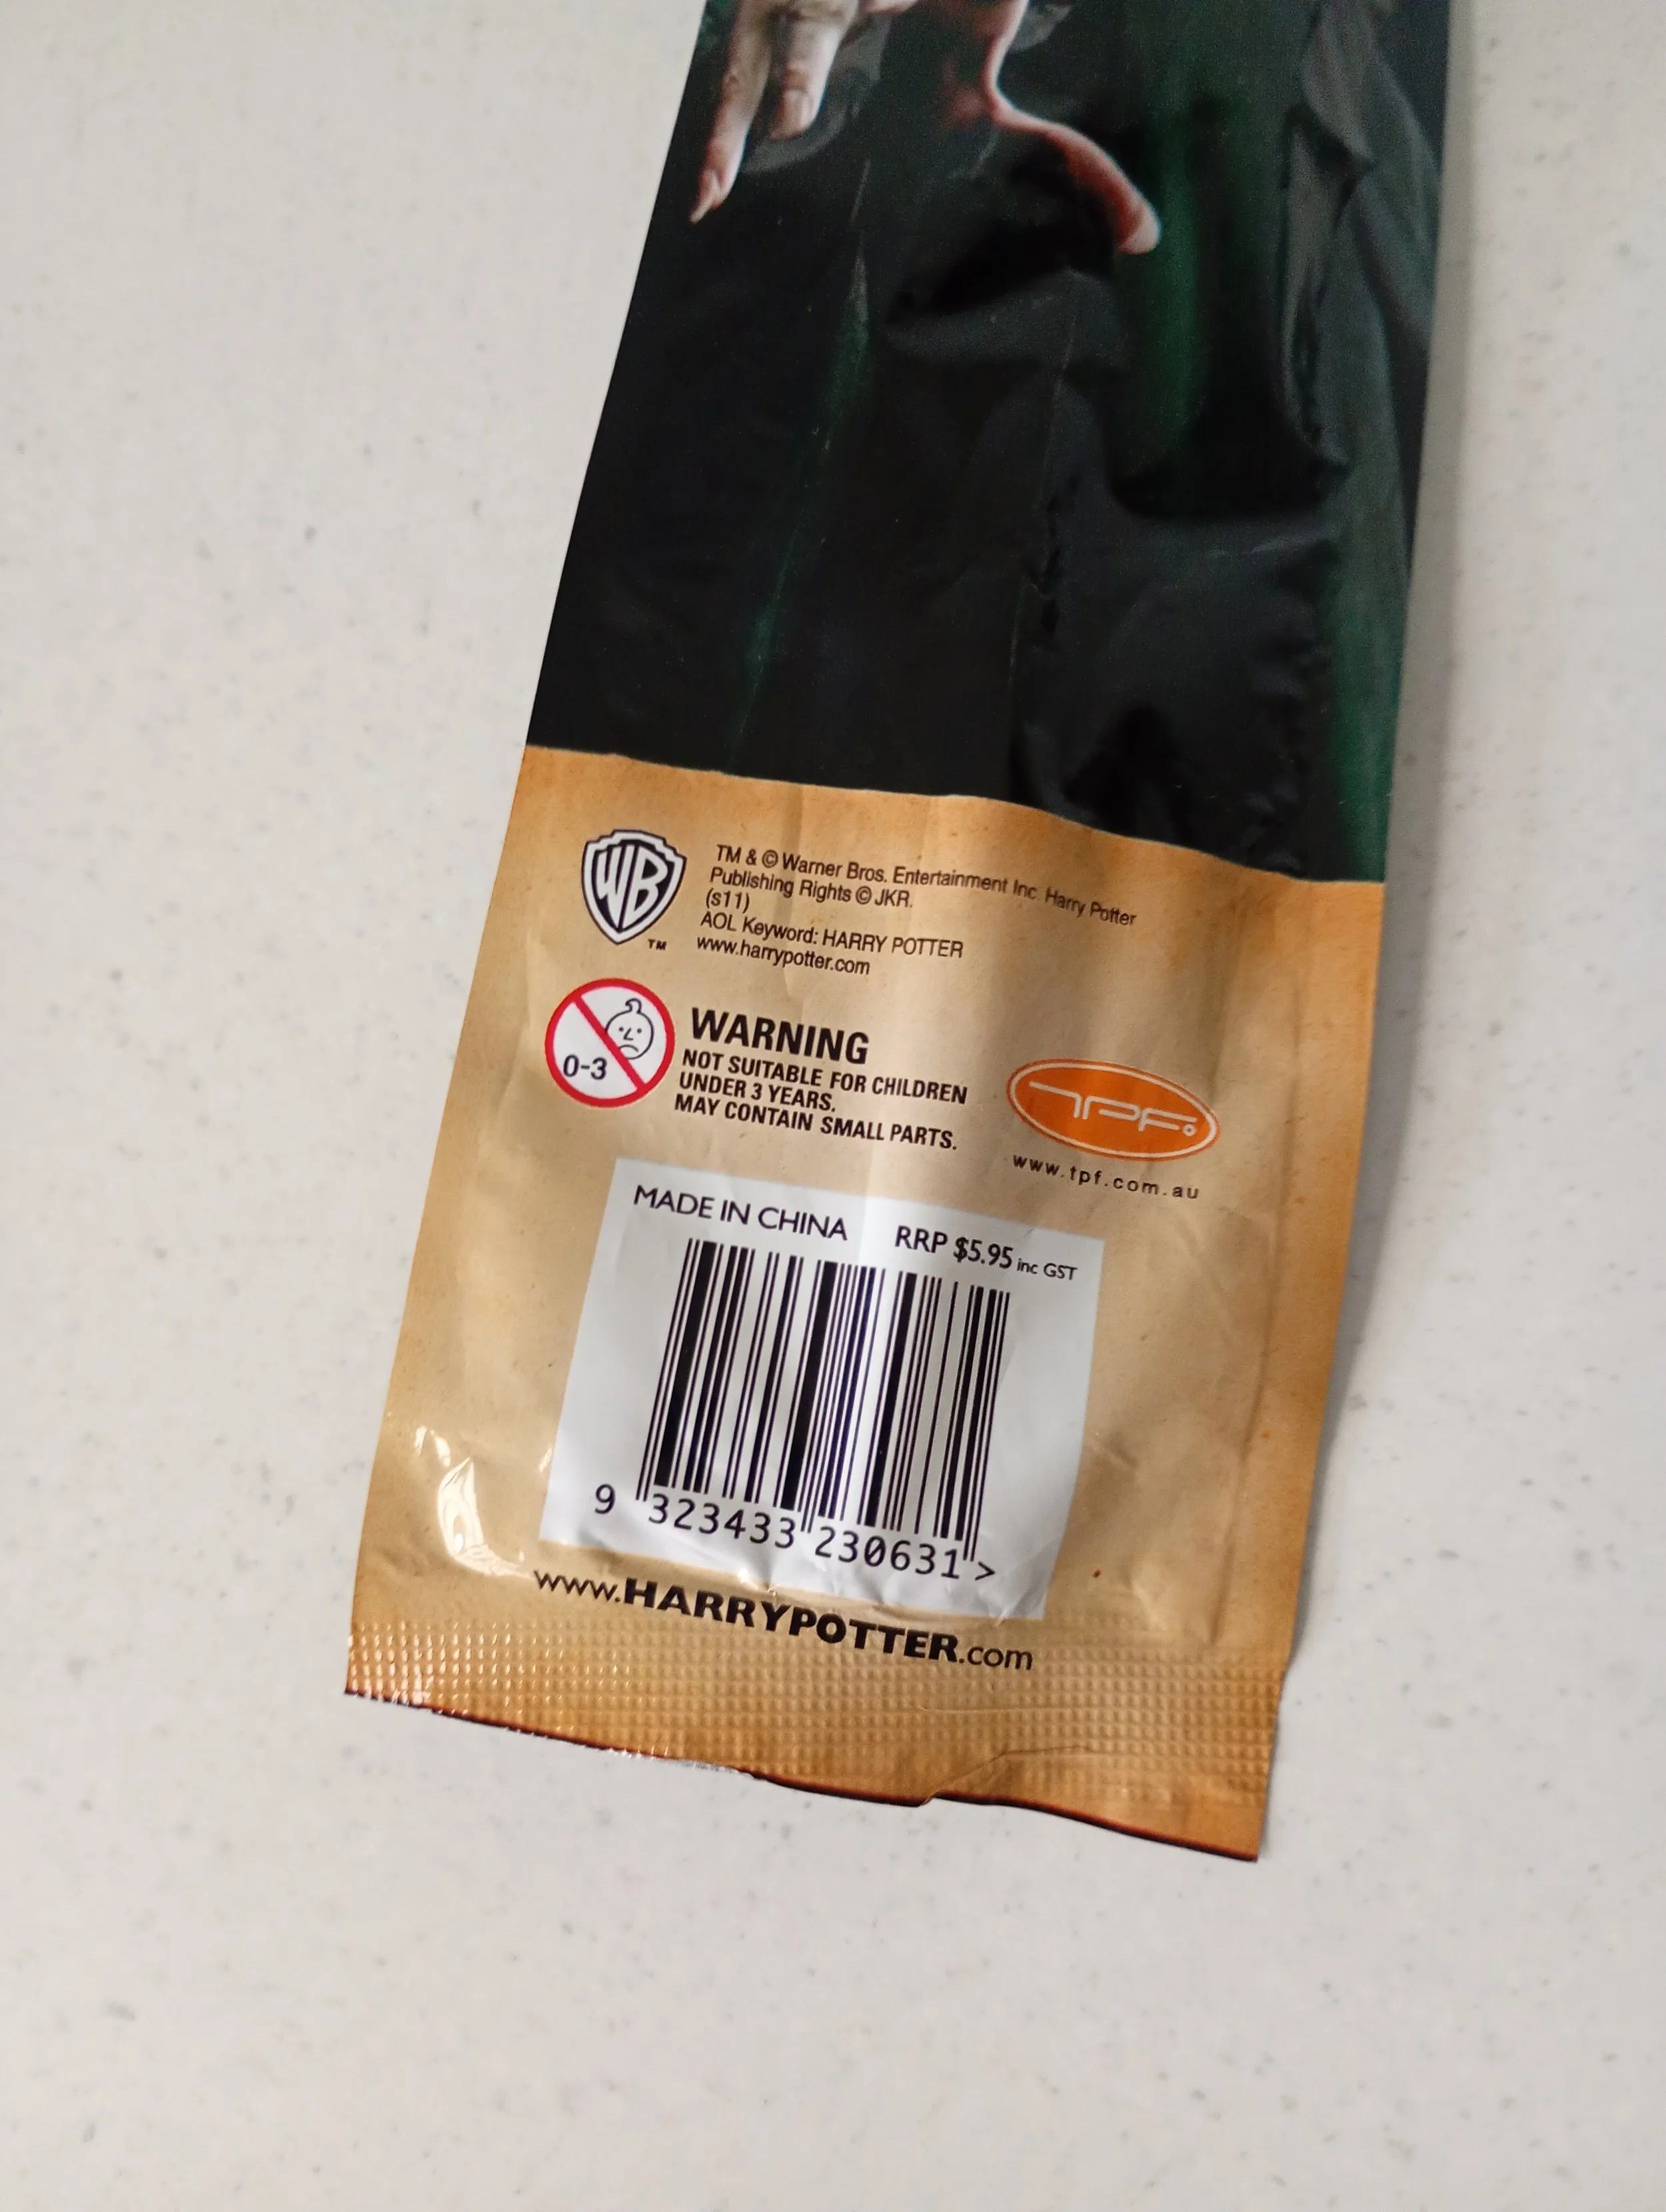 WB
TM
TM & © Warner Bros. Entertainment Inc. Harry Potter
Publishing Rights © JKR.
(s11)
AOL Keyword: HARRY POTTER
www.harrypotter.com
0-3
WARNING
NOT SUITABLE FOR CHILDREN
UNDER 3 YEARS.
MAY CONTAIN SMALL PARTS.
TPF
www.tpf.com.au
MADE IN CHINA RRP $5.95 inc GST
9 323433 230631 >
www.HARRYPOTTER.com